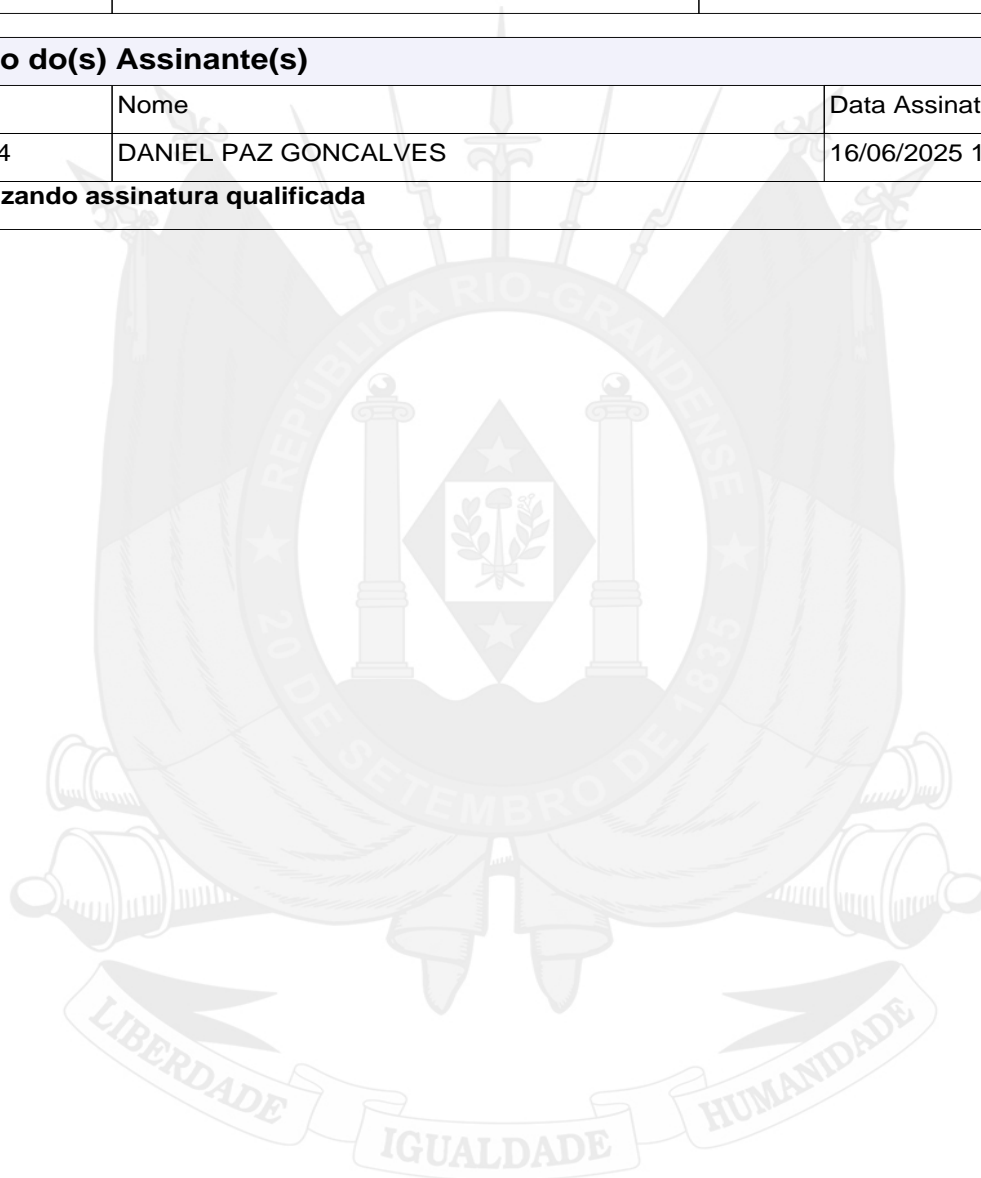 o do(s) Assinante(s)
Nome Data Assinat
4 DANIEL PAZ GONCALVES 16/06/2025 1
zando assinatura qualificada
REPÚBLICA RIO-GRANDENSE
20 DE SETEMBRO DE 1835
LIBERDADE IGUALDADE HUMANIDADE